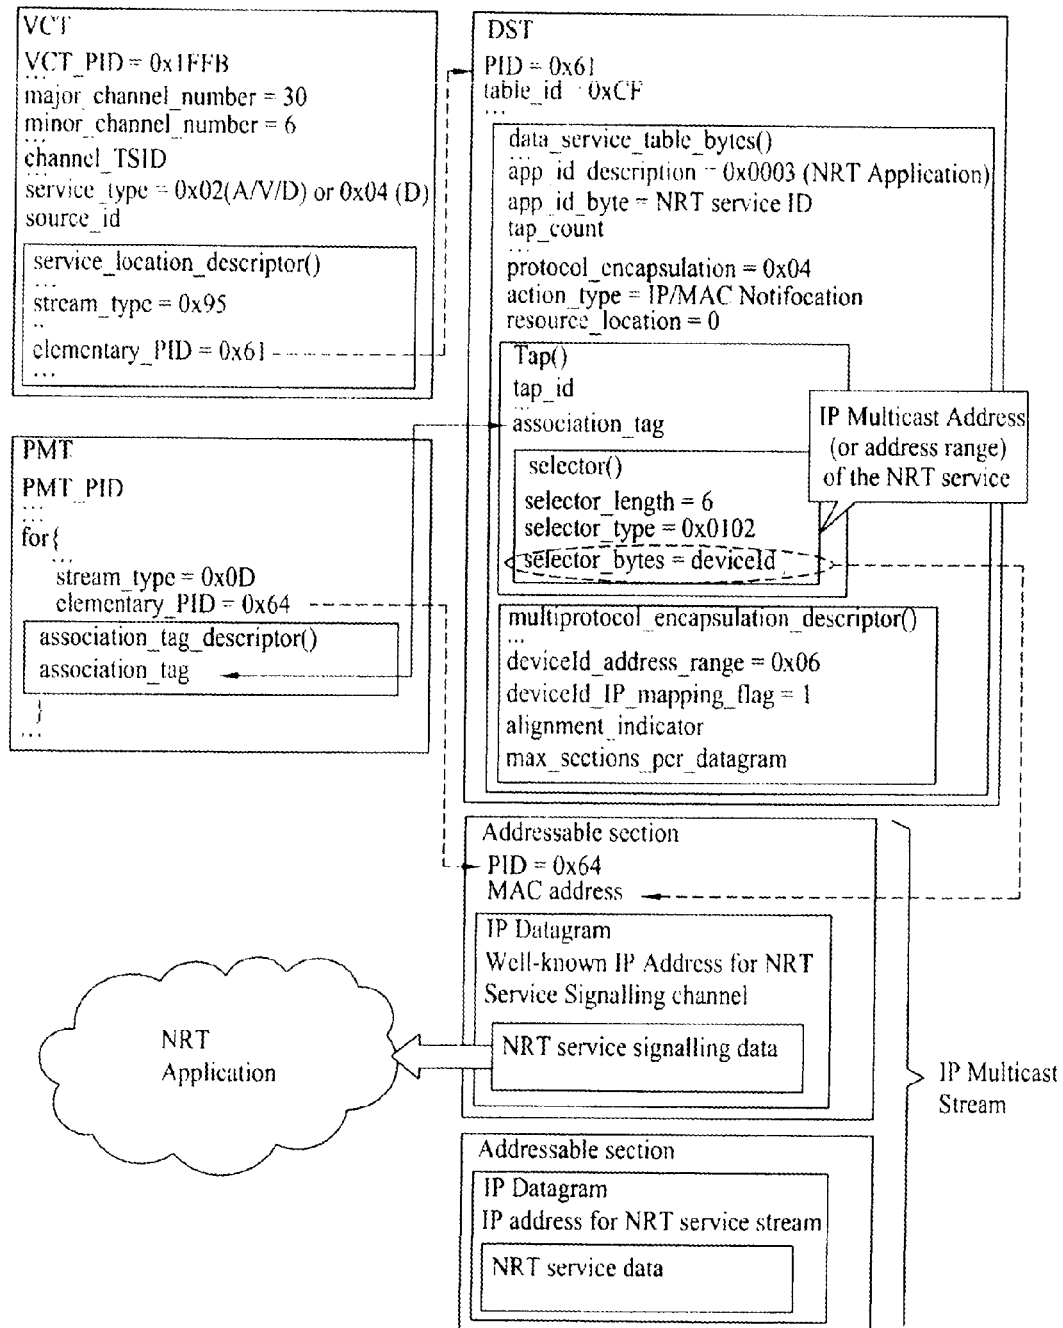 VCT
VCT_PID = 0x1FFB
...
major_channel_number = 30
minor_channel_number = 6
...
channel_TSID
service_type = 0x02(A/V/D) or 0x04 (D)
source_id
service_location_descriptor()
...
stream_type = 0x95
..
elementary_PID = 0x61
...
PMT
PMT_PID
...
...
for{
...
stream_type = 0x0D
elementary_PID = 0x64
association_tag_descriptor()
association_tag
}
...
DST
PID = 0x61
table_id = 0xCF
...
data_service_table_bytes()
...
app_id_description = 0x0003 (NRT Application)
app_id_byte = NRT service ID
tap_count
...
protocol_encapsulation = 0x04
action_type = IP/MAC Notifocation
resource_location = 0
Tap()
tap_id
...
association_tag
selector()
selector_length = 6
selector_type = 0x0102
selector_bytes = deviceId
IP Multicast Address
(or address range)
of the NRT service
multiprotocol_encapsulation_descriptor()
...
deviceId_address_range = 0x06
deviceId_IP_mapping_flag = 1
alignment_indicator
max_sections_per_datagram
Addressable section
PID = 0x64
MAC address
IP Datagram
Well-known IP Address for NRT
Service Signalling channel
NRT service signalling data
NRT
Application
IP Multicast
Stream
Addressable section
IP Datagram
IP address for NRT service stream
NRT service data